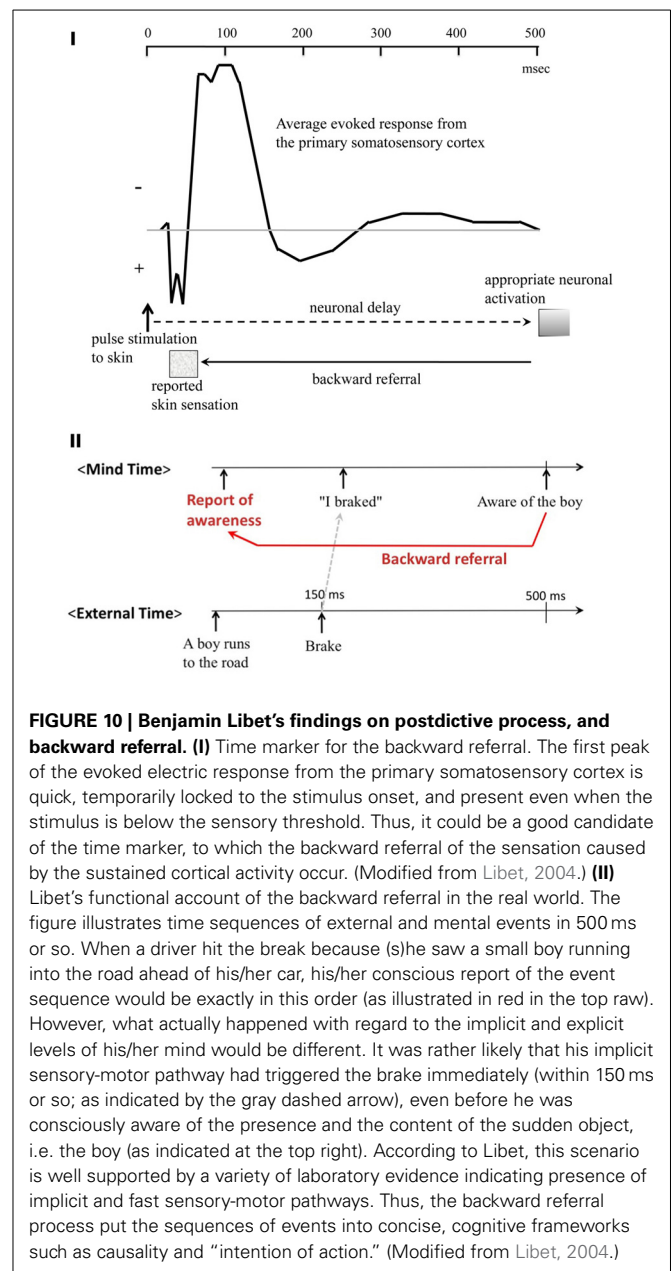 I
0 100 200 300 400 500
msec
Average evoked response from
the primary somatosensory cortex
-
+
appropriate neuronal
activation
neuronal delay
pulse stimulation
to skin
backward referral
reported
skin sensation
II
<Mind Time>
Report of
awareness
"I braked"
Aware of the boy
Backward referral
150 ms
500 ms
<External Time>
A boy runs
to the road
Brake
FIGURE 10 | Benjamin Libet's findings on postdictive process, and
backward referral. (I) Time marker for the backward referral. The first peak
of the evoked electric response from the primary somatosensory cortex is
quick, temporarily locked to the stimulus onset, and present even when the
stimulus is below the sensory threshold. Thus, it could be a good candidate
of the time marker, to which the backward referral of the sensation caused
by the sustained cortical activity occur. (Modified from Libet, 2004.) (II)
Libet's functional account of the backward referral in the real world. The
figure illustrates time sequences of external and mental events in 500 ms
or so. When a driver hit the break because (s)he saw a small boy running
into the road ahead of his/her car, his/her conscious report of the event
sequence would be exactly in this order (as illustrated in red in the top raw).
However, what actually happened with regard to the implicit and explicit
levels of his/her mind would be different. It was rather likely that his implicit
sensory-motor pathway had triggered the brake immediately (within 150 ms
or so; as indicated by the gray dashed arrow), even before he was
consciously aware of the presence and the content of the sudden object,
i.e. the boy (as indicated at the top right). According to Libet, this scenario
is well supported by a variety of laboratory evidence indicating presence of
implicit and fast sensory-motor pathways. Thus, the backward referral
process put the sequences of events into concise, cognitive frameworks
such as causality and "intention of action." (Modified from Libet, 2004.)